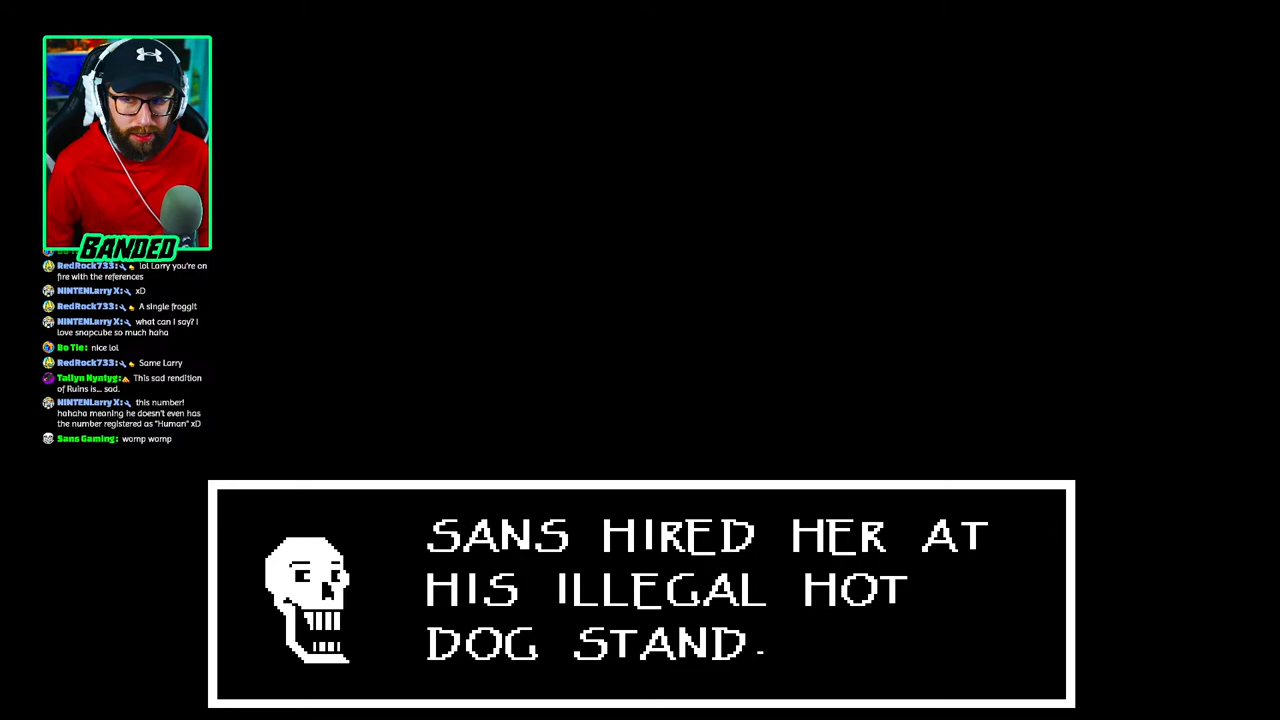 BANDED
RedRock733: lol Larry you're on
fire with the references
NINTENLarry X: xD
RedRock733: A single froggit
NINTENLarry X: what can I say? I
love snapcube so much haha
Bo Tie: nice lol
RedRock733: Same Larry
Tallyn Nyntyg: This sad rendition
of Ruins is... sad.
NINTENLarry X: this number!
hahaha meaning he doesn't even has
the number registered as "Human" xD
Sans Gaming: womp womp
SANS HIRED HER AT
HIS ILLEGAL HOT
DOG STAND.